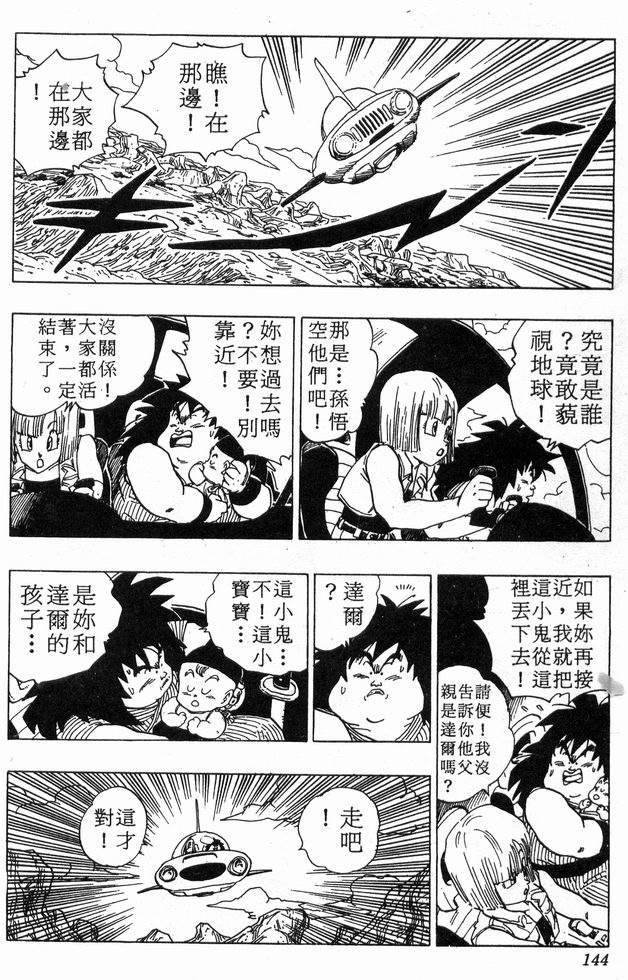 瞧！在
那邊！
大家都
在那邊
！
究竟是誰
？竟敢藐
視地球！
那是…孫悟
空他們吧！
妳想過去嗎
？不要！別
靠近！
沒關係！
大家都活
著，一定
結束了。
如果妳再接
近，我就把
這小鬼從這
裡丟下去！
請便！我沒
告訴你他父
親是達爾嗎？
達爾
？
這小鬼…
不！這小
寶寶…
是妳和
達爾的
孩子…
走吧
！
這才
對！
144